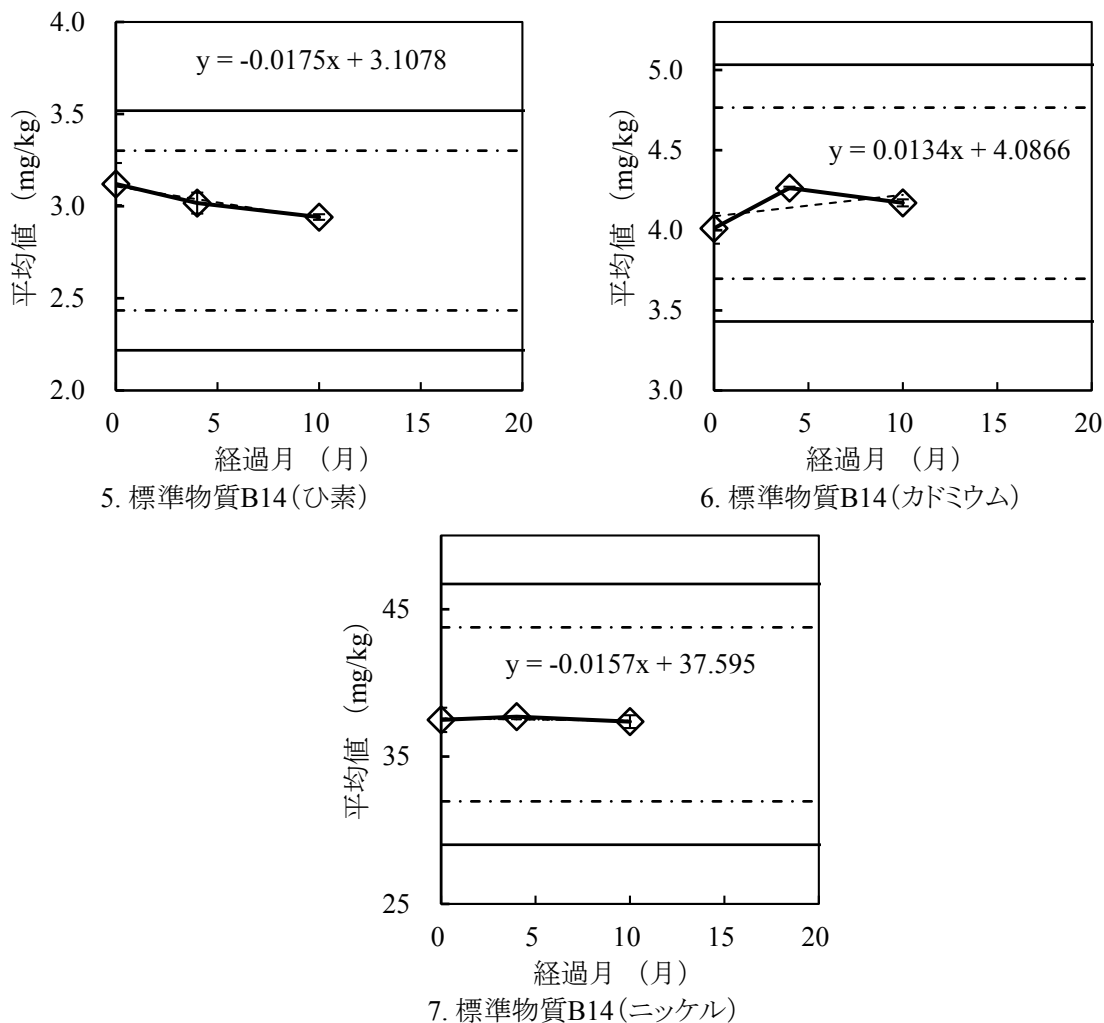 4.0
y = -0.0175x + 3.1078
3.5
3.0
2.5
2.0
平均値 (mg/kg)
0 5 10 15 20
経過月 (月)
5. 標準物質B14(ひ素)
5.0
4.5
y = 0.0134x + 4.0866
4.0
3.5
3.0
平均値 (mg/kg)
0 5 10 15 20
経過月 (月)
6. 標準物質B14(カドミウム)
45
y = -0.0157x + 37.595
35
25
平均値 (mg/kg)
0 5 10 15 20
経過月 (月)
7. 標準物質B14(ニッケル)